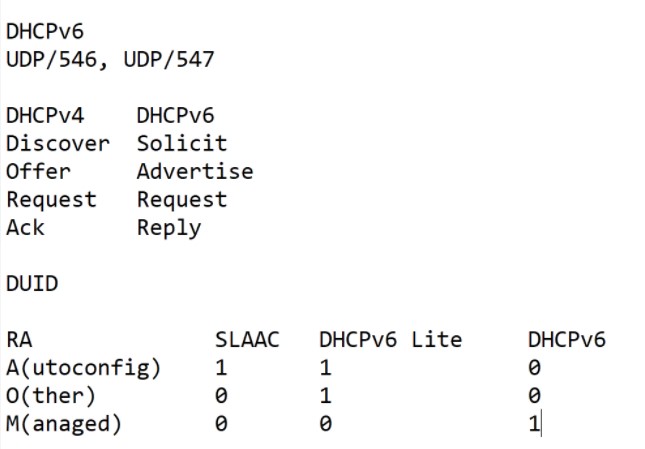 DHCPv6
UDP/546, UDP/547
DHCPv4 DHCPv6
Discover Solicit
Offer Advertise
Request Request
Ack Reply
DUID
RA SLAAC DHCPv6 Lite DHCPv6
A(utoconfig) 1 1 0
O(ther) 0 1 0
M(anaged) 0 0 1